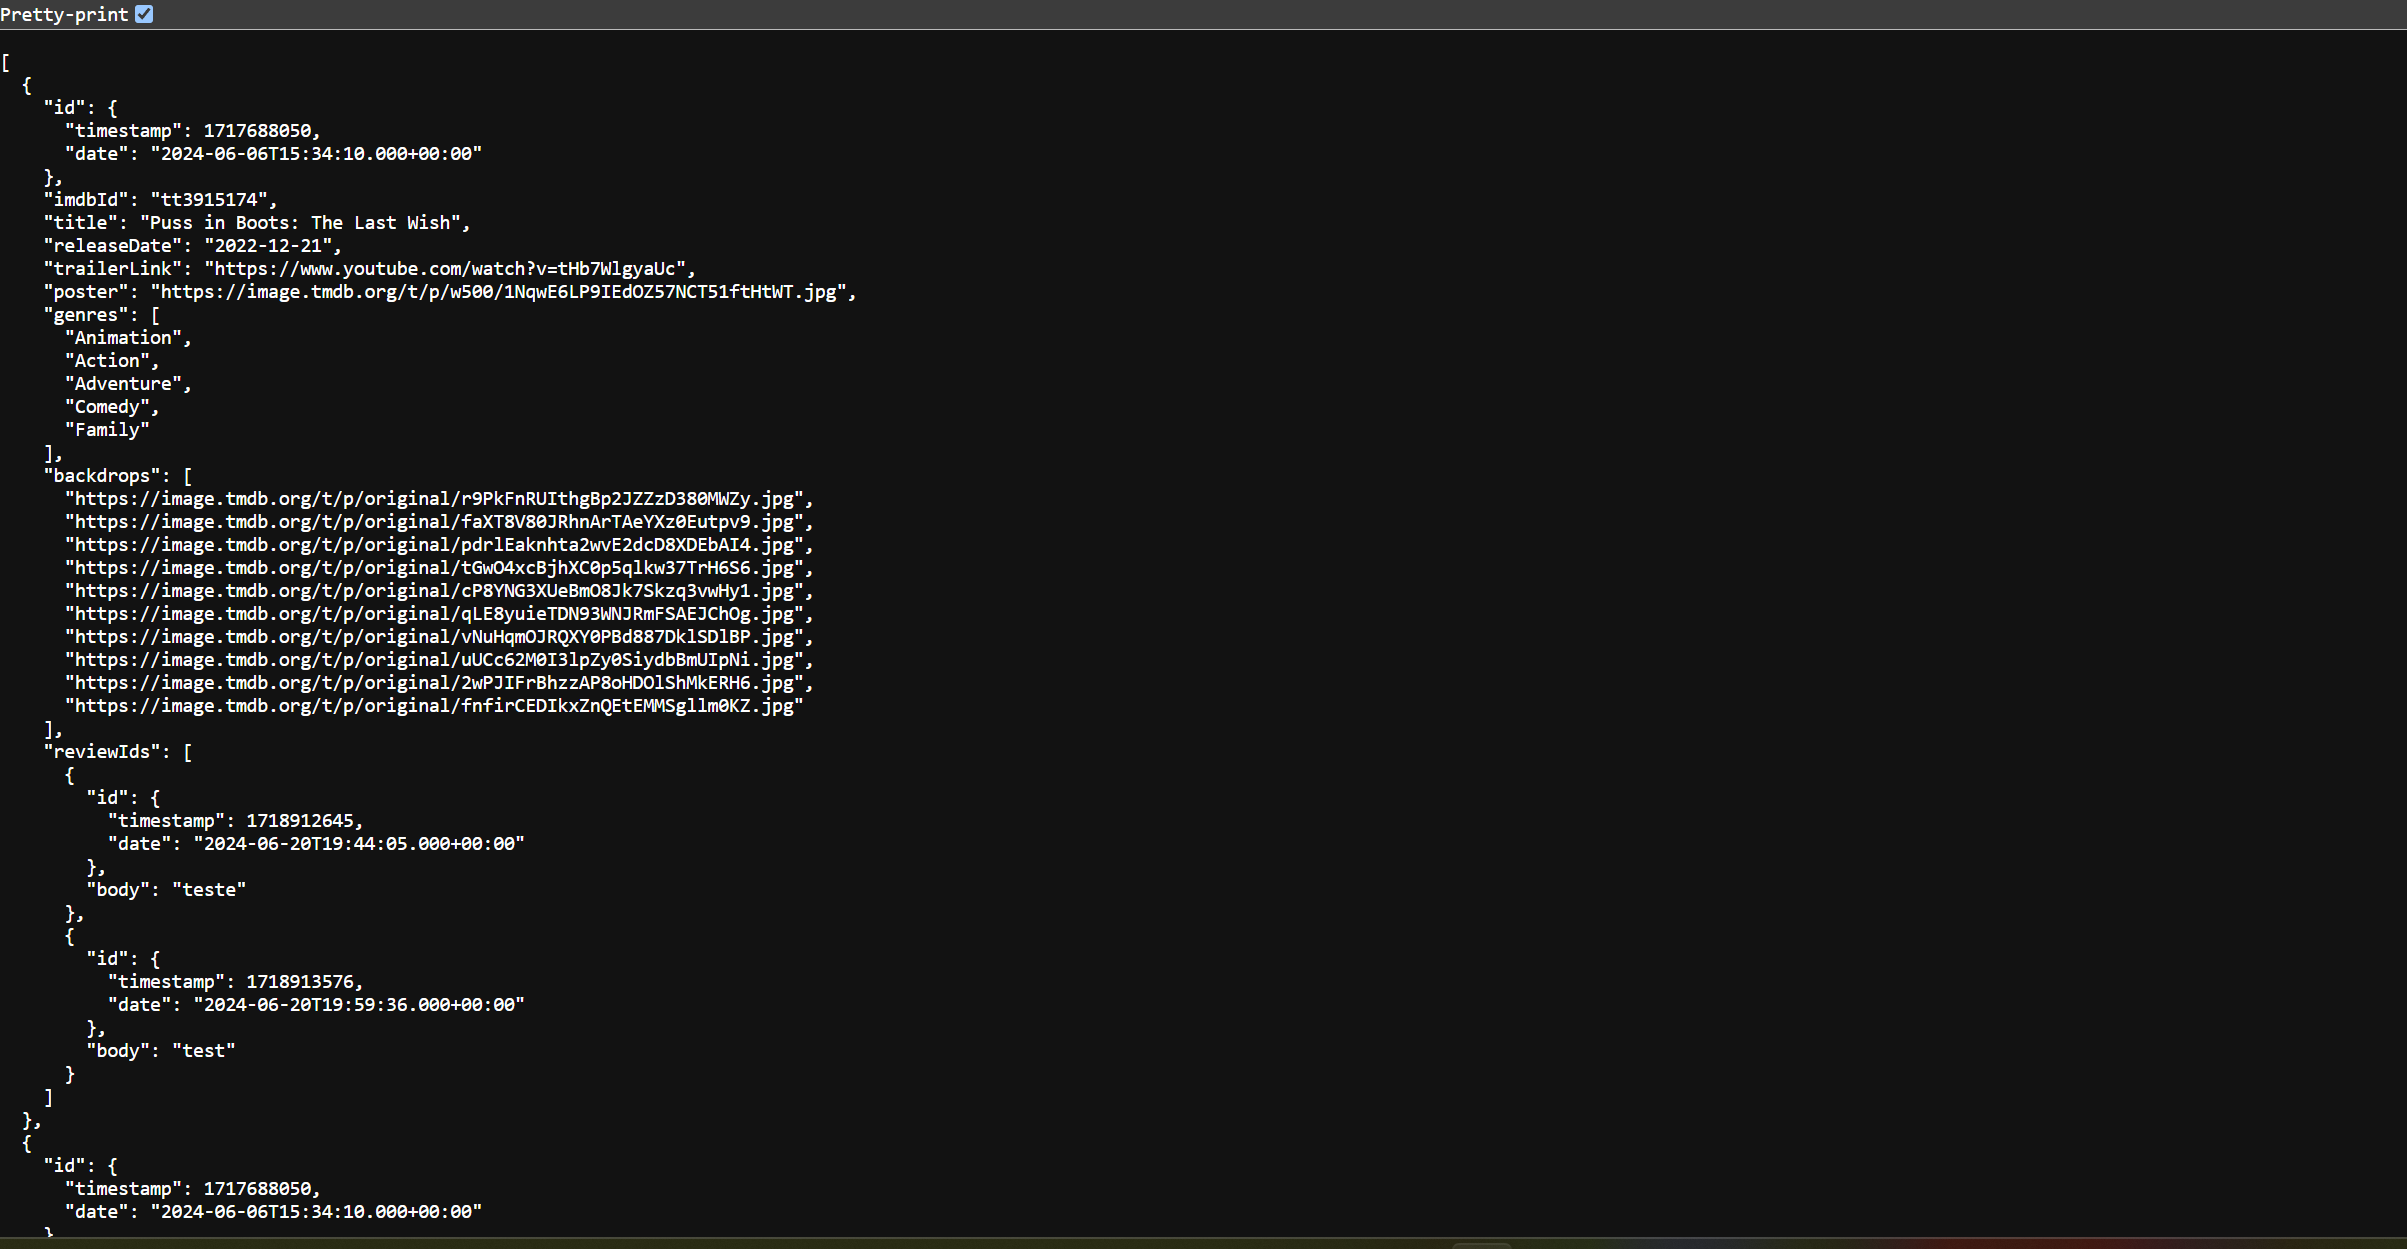 Pretty-print
[
  {
    "id": {
      "timestamp": 1717688050,
      "date": "2024-06-06T15:34:10.000+00:00"
    },
    "imdbId": "tt3915174",
    "title": "Puss in Boots: The Last Wish",
    "releaseDate": "2022-12-21",
    "trailerLink": "https://www.youtube.com/watch?v=tHb7WlgyaUc",
    "poster": "https://image.tmdb.org/t/p/w500/1NqwE6LP9IEdOZ57NCT51ftHtWT.jpg",
    "genres": [
      "Animation",
      "Action",
      "Adventure",
      "Comedy",
      "Family"
    ],
    "backdrops": [
      "https://image.tmdb.org/t/p/original/r9PkFnRUIthgBp2JZZzD380MWZy.jpg",
      "https://image.tmdb.org/t/p/original/faXT8V80JRhnArTAeYXz0Eutpv9.jpg",
      "https://image.tmdb.org/t/p/original/pdrlEaknhta2wvE2dcD8XDEbAI4.jpg",
      "https://image.tmdb.org/t/p/original/tGwO4xcBjhXC0p5qlkw37TrH6S6.jpg",
      "https://image.tmdb.org/t/p/original/cP8YNG3XUeBmO8Jk7Skzq3vwHy1.jpg",
      "https://image.tmdb.org/t/p/original/qLE8yuieTDN93WNJRmFSAEJChOg.jpg",
      "https://image.tmdb.org/t/p/original/vNuHqmOJRQXY0PBd887DklSDlBP.jpg",
      "https://image.tmdb.org/t/p/original/uUCc62M0I3lpZy0SiydbBmUIpNi.jpg",
      "https://image.tmdb.org/t/p/original/2wPJIFrBhzzAP8oHDOlShMkERH6.jpg",
      "https://image.tmdb.org/t/p/original/fnfirCEDIkxZnQEtEMMSgllm0KZ.jpg"
    ],
    "reviewIds": [
      {
        "id": {
          "timestamp": 1718912645,
          "date": "2024-06-20T19:44:05.000+00:00"
        },
        "body": "teste"
      },
      {
        "id": {
          "timestamp": 1718913576,
          "date": "2024-06-20T19:59:36.000+00:00"
        },
        "body": "test"
      }
    ]
  },
  {
    "id": {
      "timestamp": 1717688050,
      "date": "2024-06-06T15:34:10.000+00:00"
    }